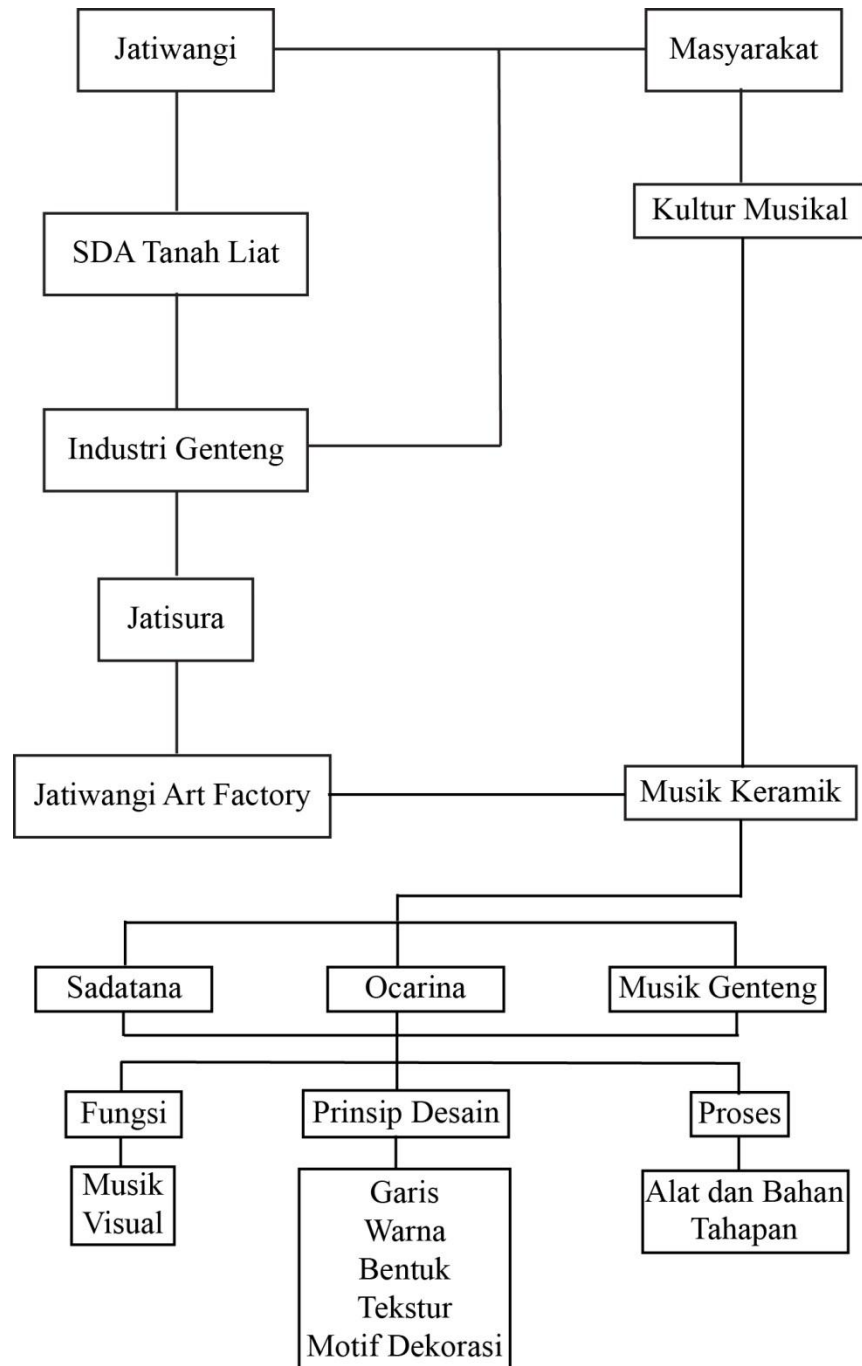 Jatiwangi
Masyarakat
Kultur Musikal
SDA Tanah Liat
Industri Genteng
Jatisura
Jatiwangi Art Factory
Musik Keramik
Sadatana
Ocarina
Musik Genteng
Fungsi
Prinsip Desain
Proses
Musik
Visual
Garis
Warna
Bentuk
Tekstur
Motif Dekorasi
Alat dan Bahan
Tahapan